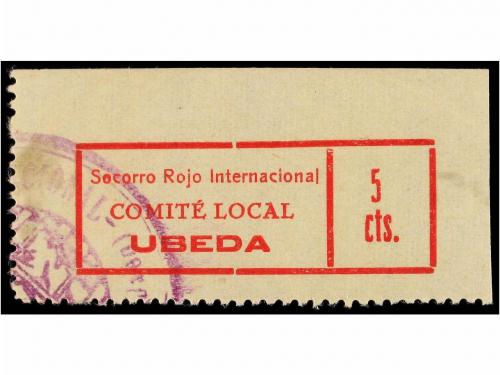 Socorro Rojo Internacional
COMITÉ LOCAL
UBEDA
5
cts.